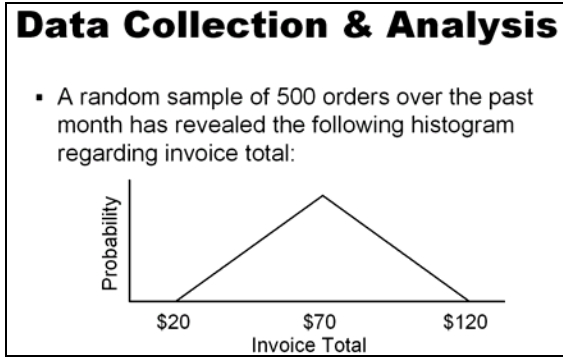 Data Collection & Analysis
▪ A random sample of 500 orders over the past
month has revealed the following histogram
regarding invoice total:
Probability
$20 $70 $120
Invoice Total